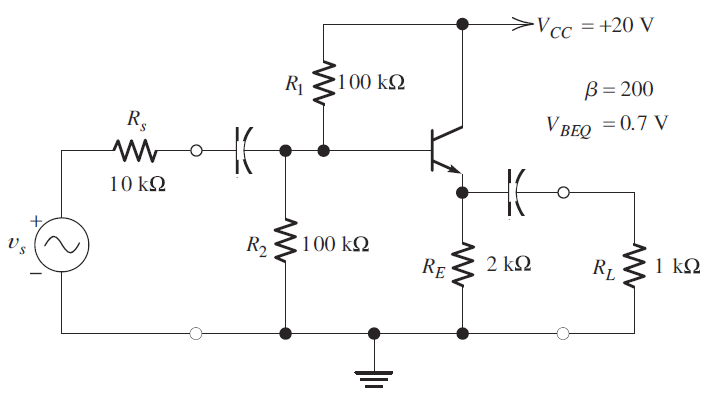 V_CC = +20 V
R_1 100 kΩ
β = 200
V_BEQ = 0.7 V
R_s
10 kΩ
+
v_s
−
R_2 100 kΩ
R_E 2 kΩ
R_L 1 kΩ